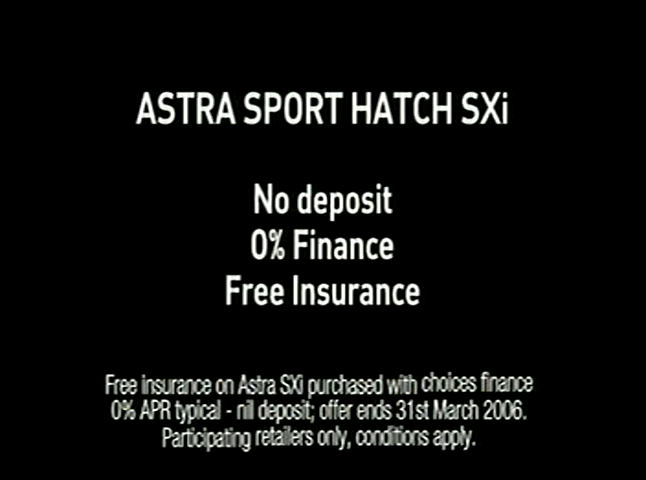 ASTRA SPORT HATCH SXi
No deposit
0% Finance
Free Insurance
Free insurance on Astra SXi purchased with choices finance
0% APR typical - nil deposit; offer ends 31st March 2006.
Participating retailers only, conditions apply.